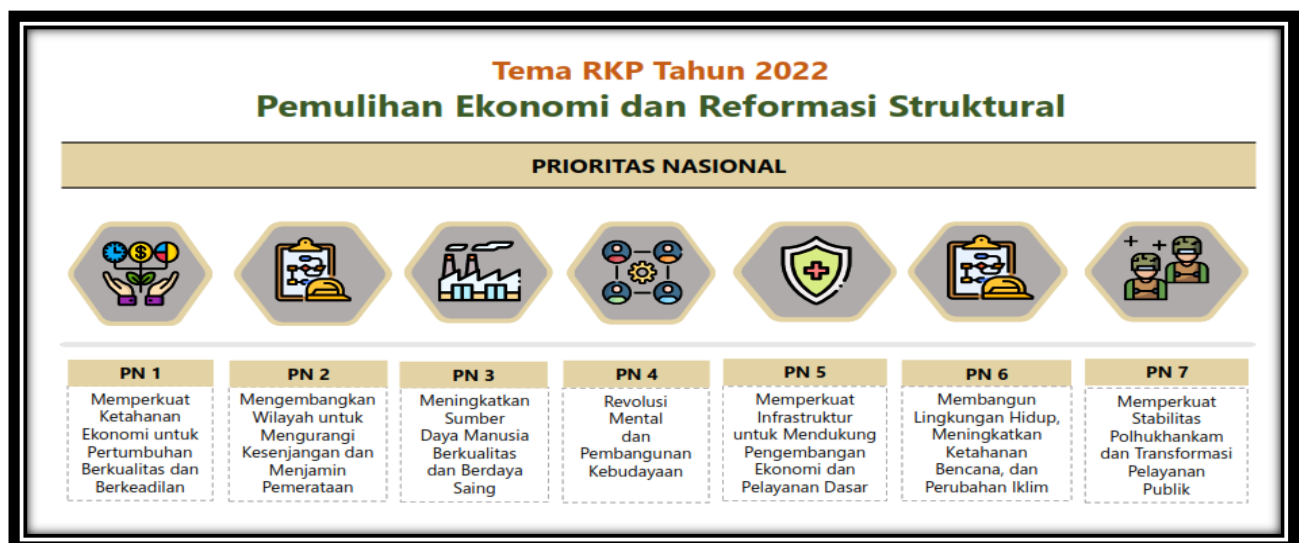 Tema RKP Tahun 2022
Pemulihan Ekonomi dan Reformasi Struktural
PRIORITAS NASIONAL
PN 1
Memperkuat
Ketahanan
Ekonomi untuk
Pertumbuhan
Berkualitas dan
Berkeadilan
PN 2
Mengembangkan
Wilayah untuk
Mengurangi
Kesenjangan dan
Menjamin
Pemerataan
PN 3
Meningkatkan
Sumber
Daya Manusia
Berkualitas
dan Berdaya
Saing
PN 4
Revolusi
Mental
dan
Pembangunan
Kebudayaan
PN 5
Memperkuat
Infrastruktur
untuk Mendukung
Pengembangan
Ekonomi dan
Pelayanan Dasar
PN 6
Membangun
Lingkungan Hidup,
Meningkatkan
Ketahanan
Bencana, dan
Perubahan Iklim
PN 7
Memperkuat
Stabilitas
Polhukhankam
dan Transformasi
Pelayanan
Publik